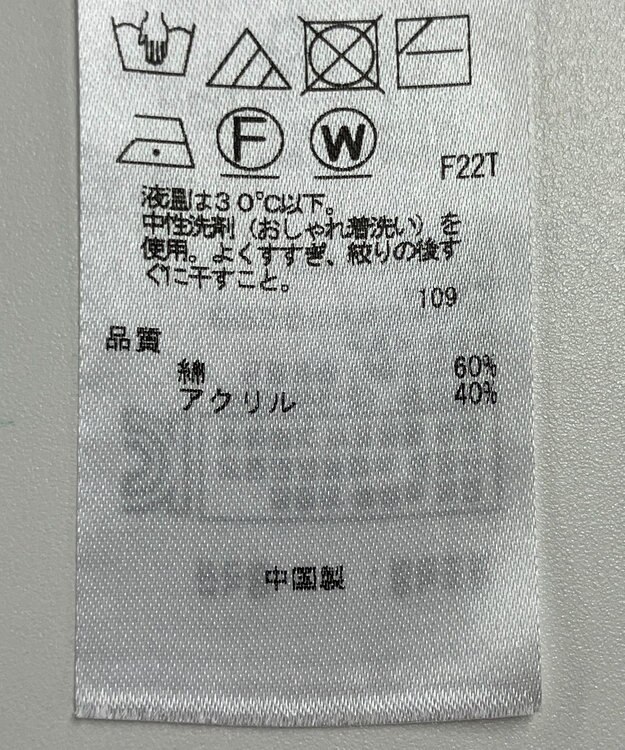 F W
F22T
液温は30℃以下。
中性洗剤（おしゃれ着洗い）を
使用。よくすすぎ、絞りの後す
ぐに干すこと。
109
品質
綿 60%
アクリル 40%
中国製